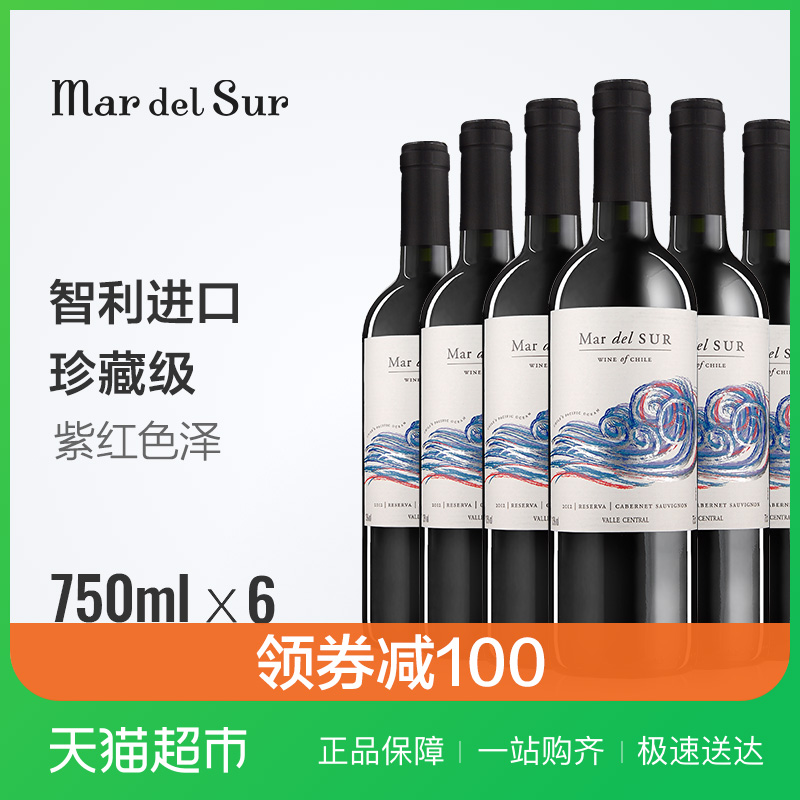 Mar del Sur
智利进口
珍藏级
紫红色泽
750ml × 6
Mar del SUR
WINE of CHILE
2012 | RESERVA | CABERNET SAUVIGNON
VALLE CENTRAL
领券减100
天猫超市 正品保障 | 一站购齐 | 极速送达